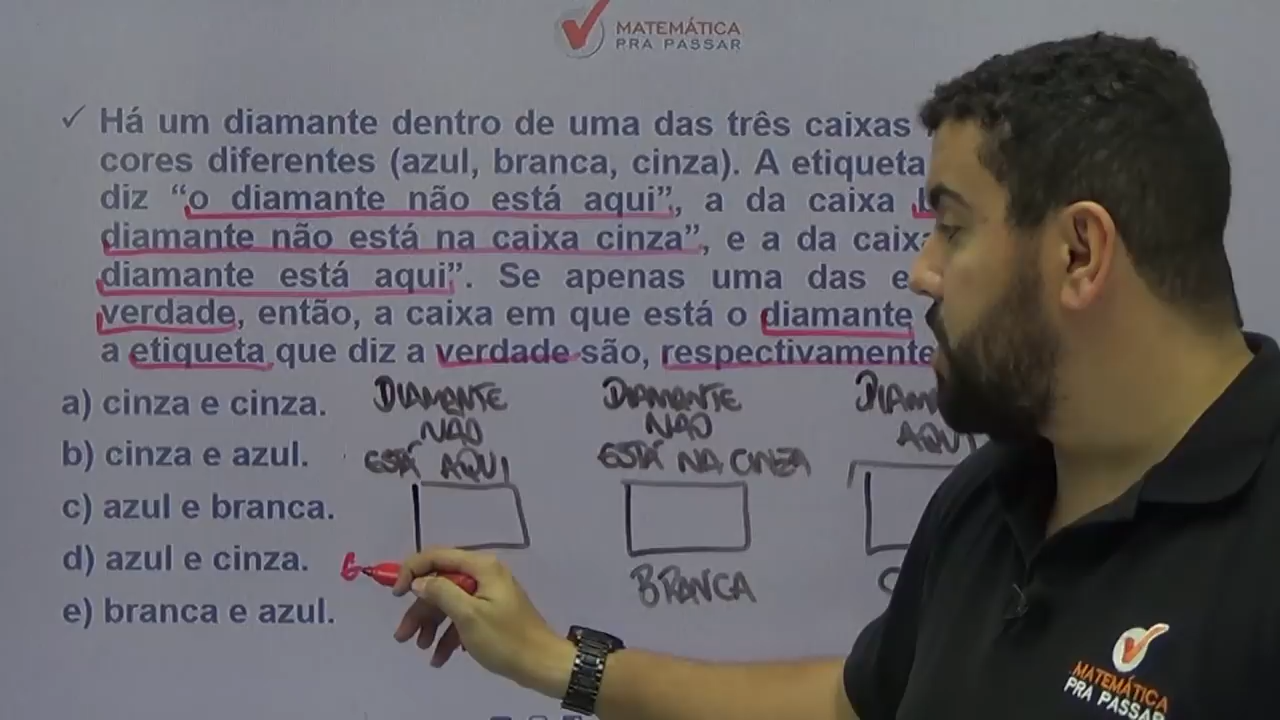 MATEMÁTICA
PRA PASSAR
✓ Há um diamante dentro de uma das três caixas
cores diferentes (azul, branca, cinza). A etiqueta
diz “o diamante não está aqui”, a da caixa
diamante não está na caixa cinza”, e a da caixa
diamante está aqui”. Se apenas uma das
verdade, então, a caixa em que está o diamante
a etiqueta que diz a verdade são, respectivamente
a) cinza e cinza.
b) cinza e azul.
c) azul e branca.
d) azul e cinza.
e) branca e azul.
DIAMANTE
NÃO
ESTÁ AQUI
DIAMANTE
NÃO
ESTÁ NA CINZA
BRANCA
AQUI
MATEMÁTICA
PRA PASSAR